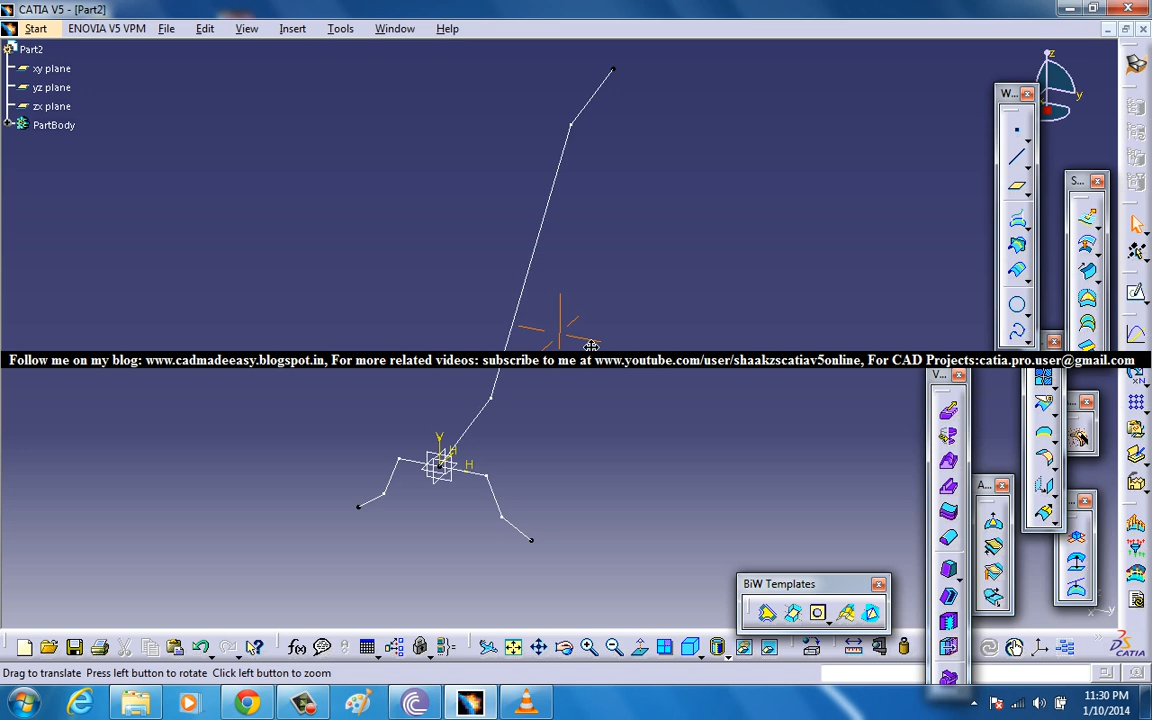 CATIA V5 - [Part2]
Start ENOVIA V5 VPM File Edit View Insert Tools Window Help
Part2
xy plane
yz plane
zx plane
PartBody
z
y
W...
S...
Follow me on my blog: www.cadmadeeasy.blogspot.in, For more related videos: subscribe to me at www.youtube.com/user/shaakzscatiav5online, For CAD Projects:catia.pro.user@gmail.com
V...
V
H
H
A...
BiW Templates
f(x)
CATIA
Drag to translate Press left button to rotate Click left button to zoom
11:30 PM
1/10/2014